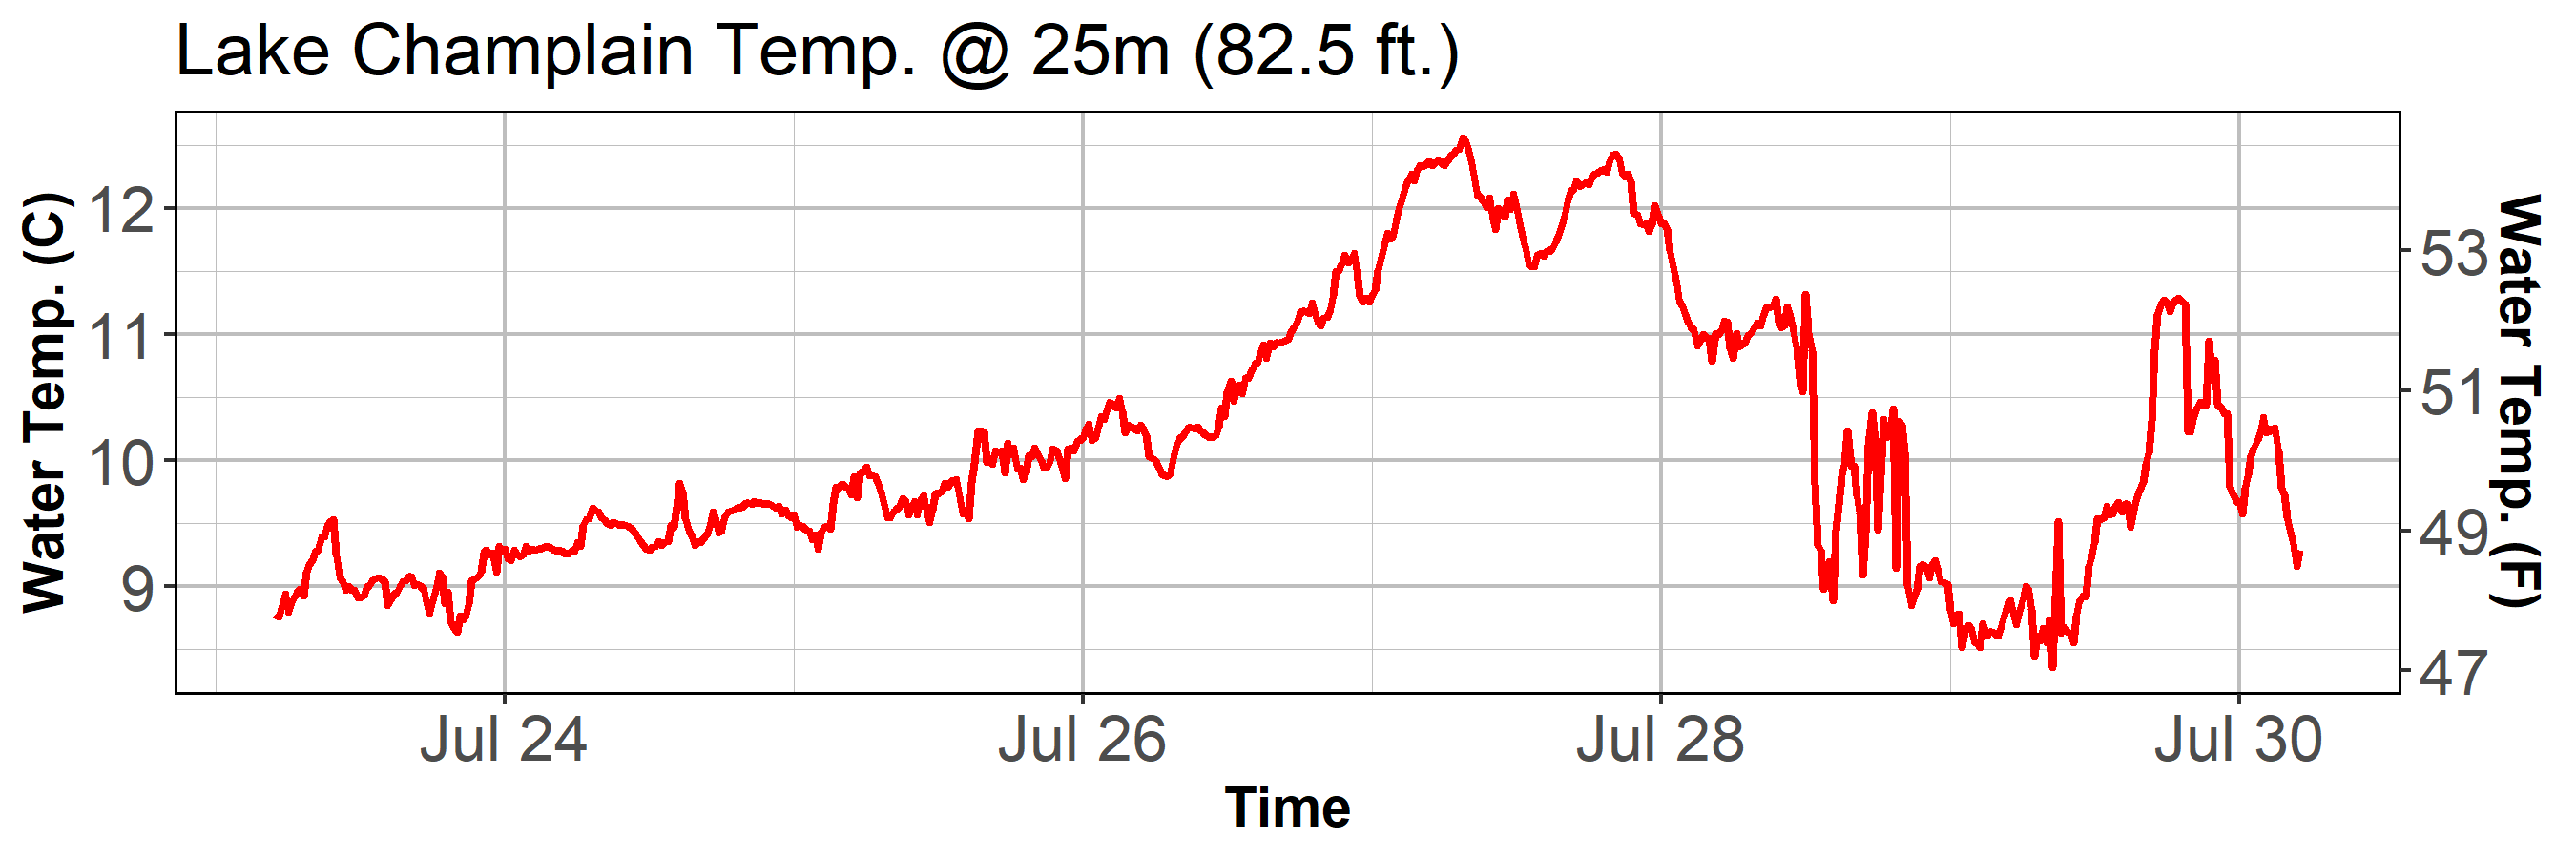 Lake Champlain Temp. @ 25m (82.5 ft.)
Water Temp. (C)
12
11
10
9
53
51
49
47
Water Temp. (F)
Jul 24
Jul 26
Jul 28
Jul 30
Time